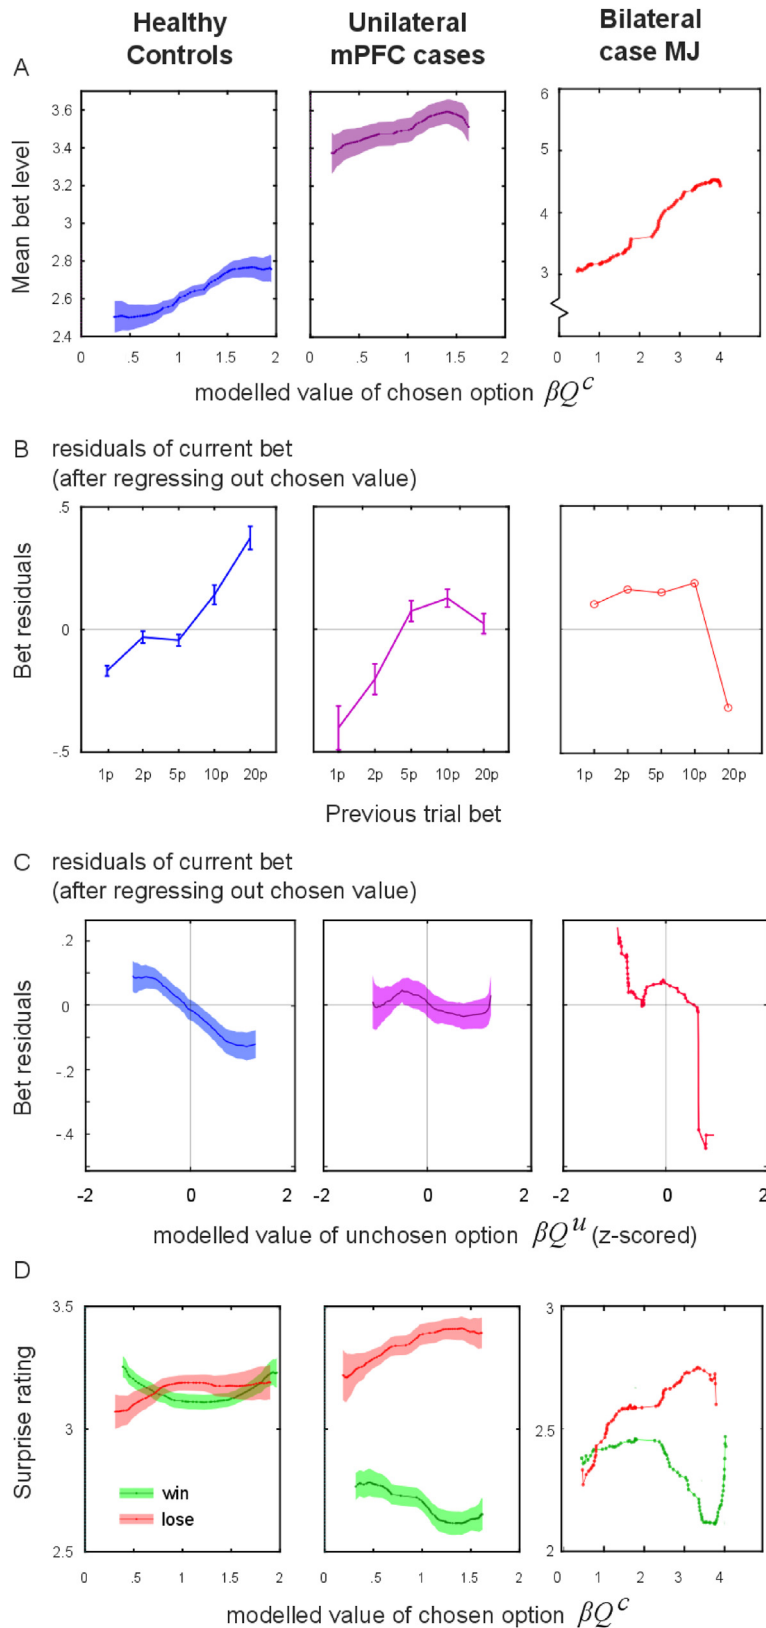 Healthy Controls
Unilateral mPFC cases
Bilateral case MJ
A
Mean bet level
3.6
3.4
3.2
3
2.8
2.6
2.4
0 .5 1 1.5 2
0 .5 1 1.5 2
6
5
4
3
0 1 2 3 4
modelled value of chosen option βQᶜ
B residuals of current bet
(after regressing out chosen value)
Bet residuals
.5
0
-.5
1p 2p 5p 10p 20p
1p 2p 5p 10p 20p
1p 2p 5p 10p 20p
Previous trial bet
C residuals of current bet
(after regressing out chosen value)
Bet residuals
.2
0
-.2
-.4
-2 0 2
-2 0 2
-2 0 2
modelled value of unchosen option βQᵘ (z-scored)
D
Surprise rating
3.5
3
2.5
win
lose
0 .5 1 1.5 2
0 .5 1 1.5 2
3
2.5
2
0 1 2 3 4
modelled value of chosen option βQᶜ